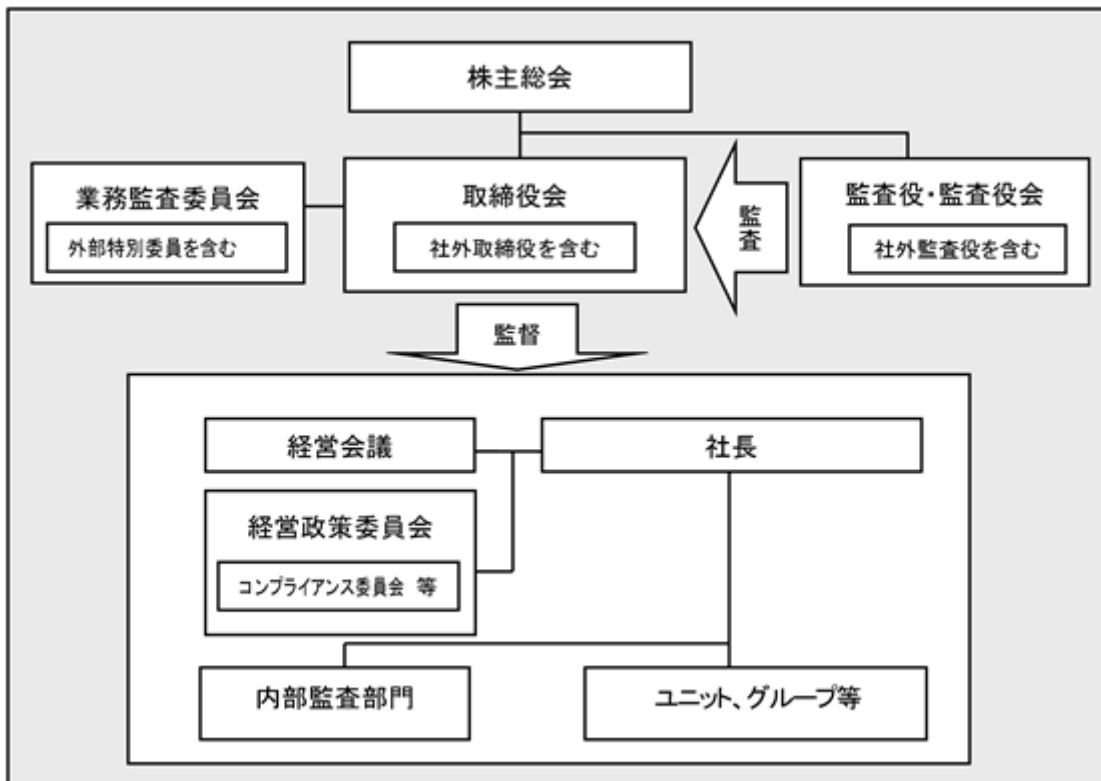 株主総会
業務監査委員会
外部特別委員を含む
取締役会
社外取締役を含む
監査
監査役・監査役会
社外監査役を含む
監督
経営会議
社長
経営政策委員会
コンプライアンス委員会 等
内部監査部門
ユニット、グループ等